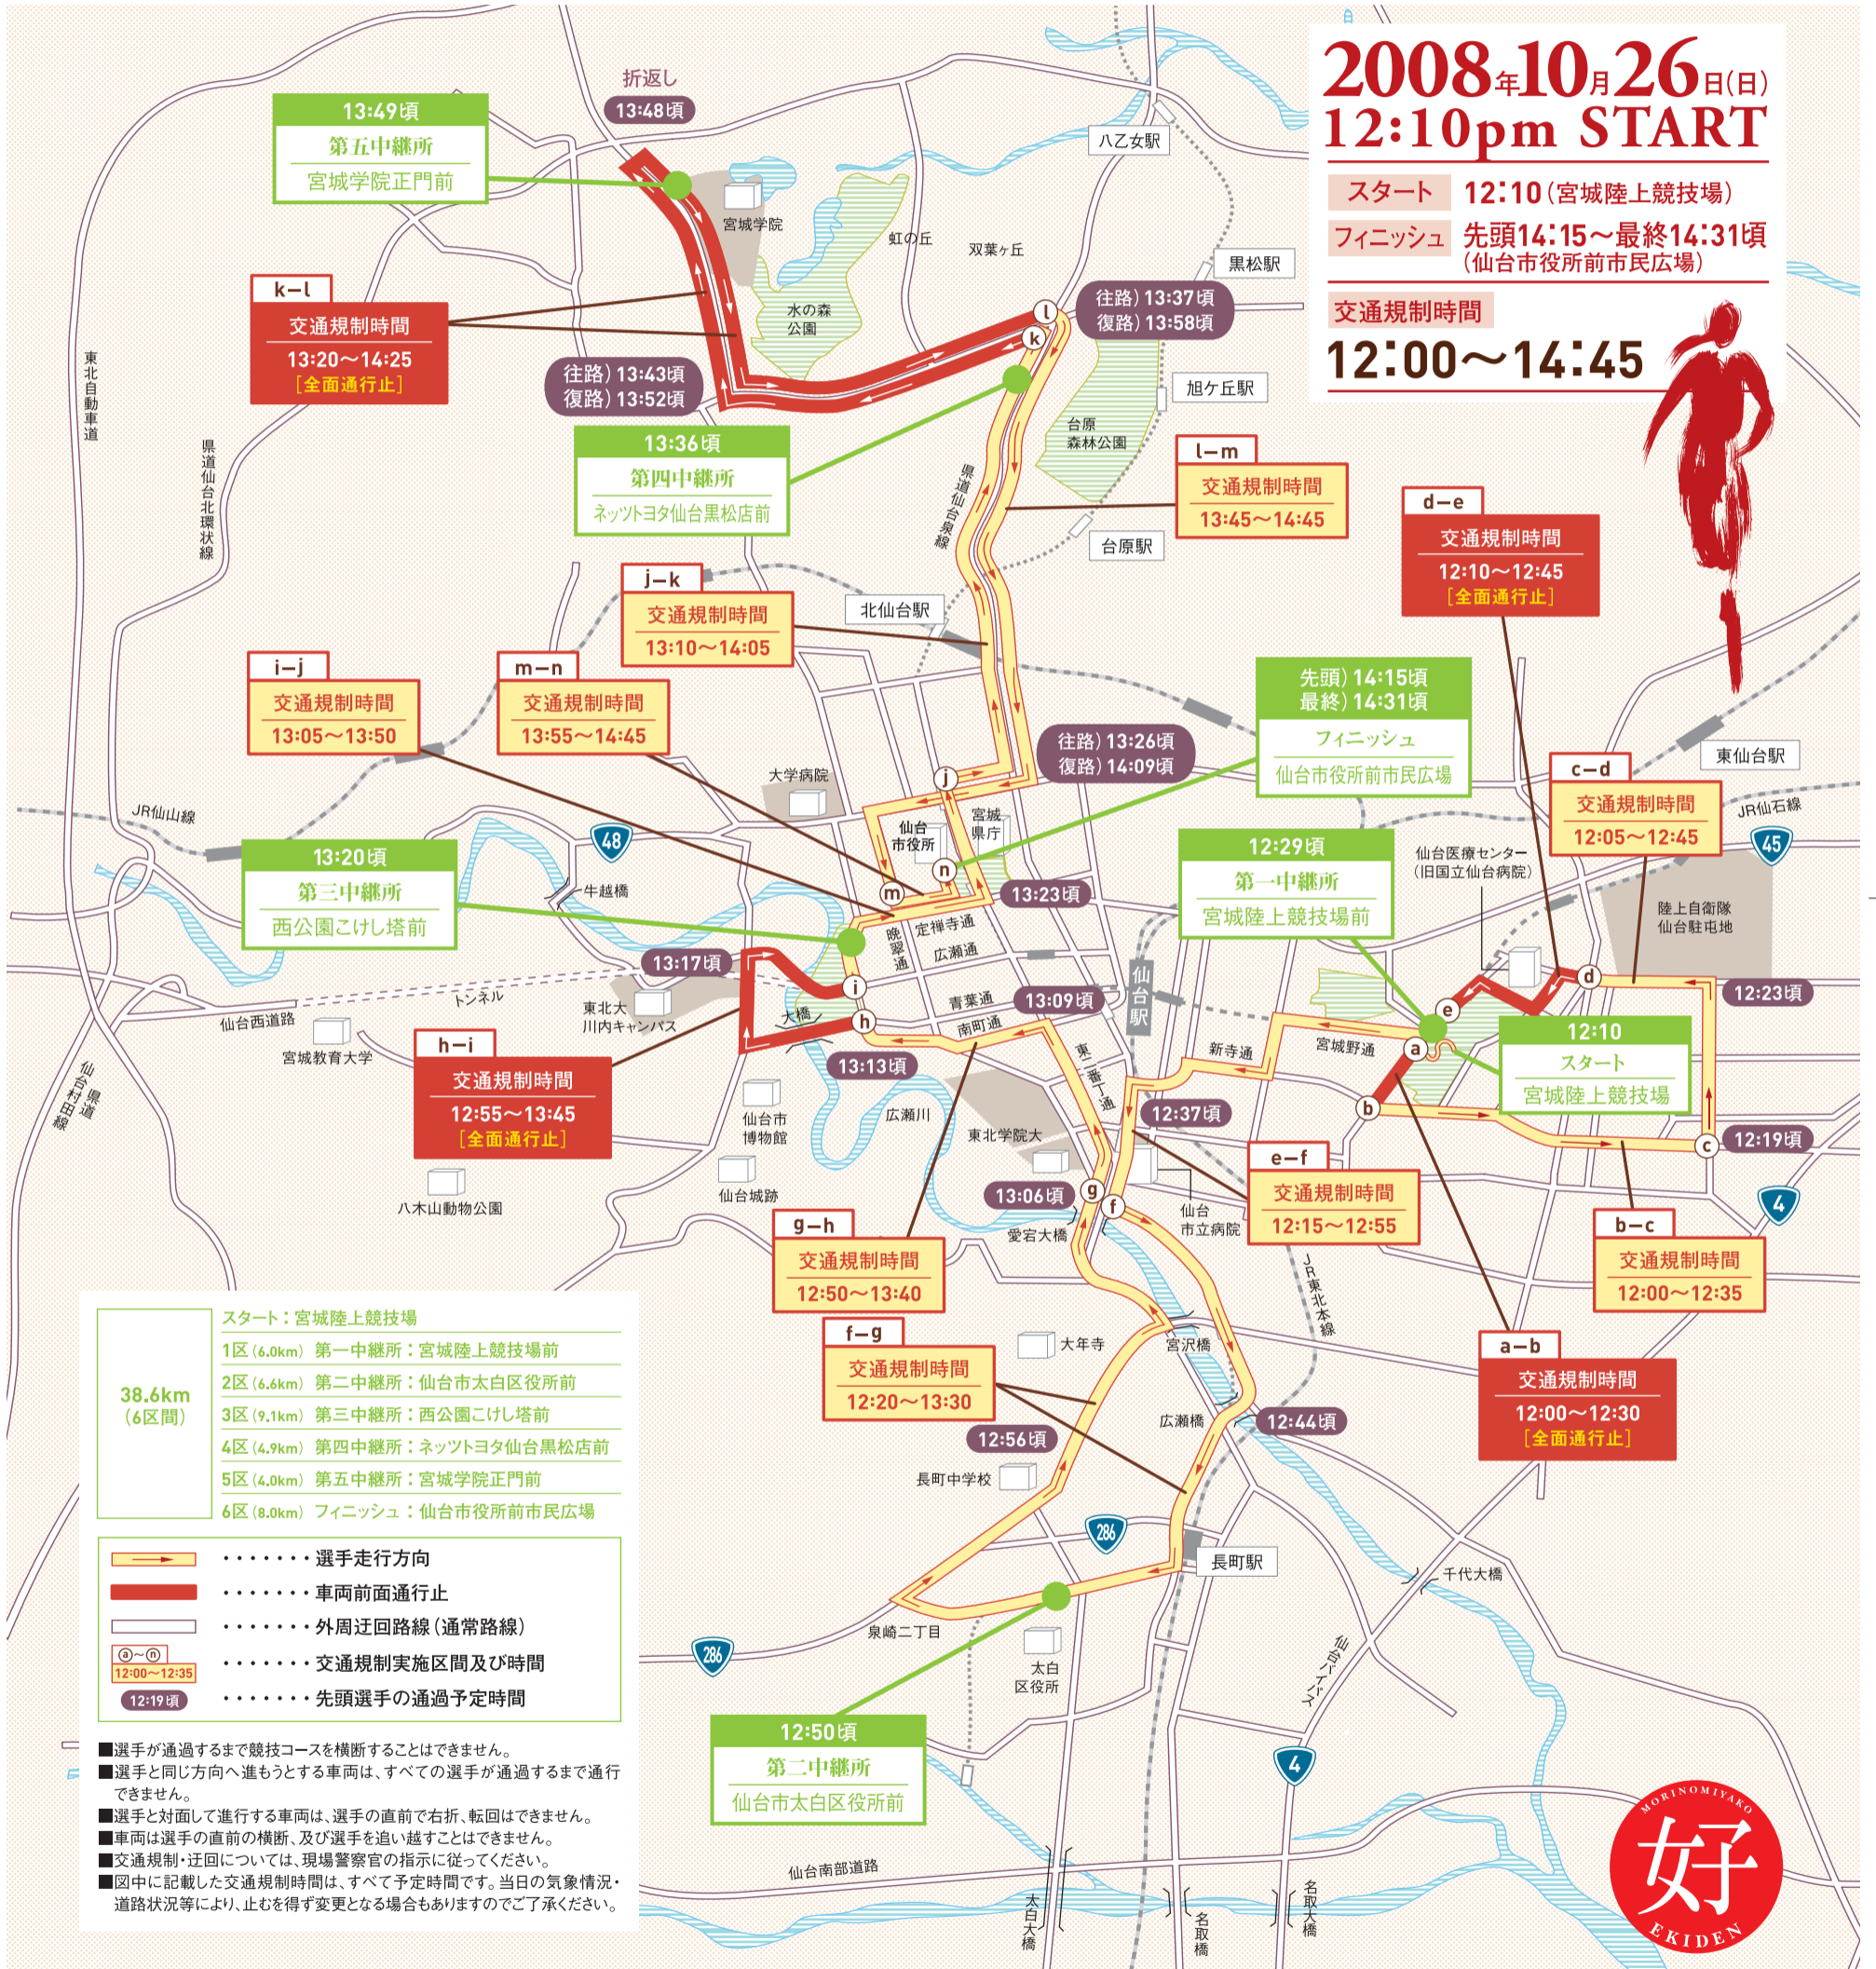 2008年10月26日(日)
12:10pm START
スタート 12:10(宮城陸上競技場)
フィニッシュ 先頭14:15〜最終14:31頃
(仙台市役所前市民広場)
交通規制時間
12:00〜14:45
折返し
13:48頃
13:49頃
第五中継所
宮城学院正門前
八乙女駅
宮城学院
虹の丘
双葉ヶ丘
黒松駅
k–l
交通規制時間
13:20〜14:25
[全面通行止]
水の森
公園
l
k
往路)13:37頃
復路)13:58頃
往路)13:43頃
復路)13:52頃
旭ケ丘駅
東北自動車道
県道仙台北環状線
13:36頃
第四中継所
ネッツトヨタ仙台黒松店前
台原
森林公園
県道仙台泉線
l–m
交通規制時間
13:45〜14:45
台原駅
d–e
交通規制時間
12:10〜12:45
[全面通行止]
j–k
交通規制時間
13:10〜14:05
北仙台駅
i–j
交通規制時間
13:05〜13:50
m–n
交通規制時間
13:55〜14:45
先頭)14:15頃
最終)14:31頃
フィニッシュ
仙台市役所前市民広場
往路)13:26頃
復路)14:09頃
東仙台駅
c–d
交通規制時間
12:05〜12:45
JR仙石線
45
大学病院
j
JR仙山線
48
仙台
市役所
宮城
県庁
n
m
13:20頃
第三中継所
西公園こけし塔前
牛越橋
13:23頃
12:29頃
第一中継所
宮城陸上競技場前
仙台医療センター
(旧国立仙台病院)
陸上自衛隊
仙台駐屯地
晩翠通
定禅寺通
広瀬通
13:17頃
トンネル
仙台西道路
東北大
川内キャンパス
i
青葉通
13:09頃
仙台駅
d
12:23頃
e
宮城教育大学
大橋
h
南町通
新寺通
宮城野通
a
12:10
スタート
宮城陸上競技場
h–i
交通規制時間
12:55〜13:45
[全面通行止]
13:13頃
東二番丁通
県道
仙台村田線
仙台市
博物館
広瀬川
東北学院大
12:37頃
b
c
12:19頃
仙台城跡
八木山動物公園
13:06頃
g
f
仙台
市立病院
愛宕大橋
e–f
交通規制時間
12:15〜12:55
4
b–c
交通規制時間
12:00〜12:35
g–h
交通規制時間
12:50〜13:40
JR東北本線
f–g
交通規制時間
12:20〜13:30
大年寺
宮沢橋
a–b
交通規制時間
12:00〜12:30
[全面通行止]
広瀬橋
12:44頃
12:56頃
長町中学校
286
長町駅
千代大橋
泉崎二丁目
286
太白
区役所
仙台バイパス
12:50頃
第二中継所
仙台市太白区役所前
4
仙台南部道路
太白大橋
名取橋
名取大橋
38.6km
(6区間)
スタート:宮城陸上競技場
1区(6.0km) 第一中継所:宮城陸上競技場前
2区(6.6km) 第二中継所:仙台市太白区役所前
3区(9.1km) 第三中継所:西公園こけし塔前
4区(4.9km) 第四中継所:ネッツトヨタ仙台黒松店前
5区(4.0km) 第五中継所:宮城学院正門前
6区(8.0km) フィニッシュ:仙台市役所前市民広場
・・・・・・・選手走行方向
・・・・・・・車両前面通行止
・・・・・・・外周迂回路線(通常路線)
ⓐ〜ⓝ
12:00〜12:35 ・・・・・・・交通規制実施区間及び時間
12:19頃 ・・・・・・・先頭選手の通過予定時間
■選手が通過するまで競技コースを横断することはできません。
■選手と同じ方向へ進もうとする車両は、すべての選手が通過するまで通行
できません。
■選手と対面して進行する車両は、選手の直前で右折、転回はできません。
■車両は選手の直前の横断、及び選手を追い越すことはできません。
■交通規制・迂回については、現場警察官の指示に従ってください。
■図中に記載した交通規制時間は、すべて予定時間です。当日の気象情況・
道路状況等により、止むを得ず変更となる場合もありますのでご了承ください。
MORINOMIYAKO
好
EKIDEN